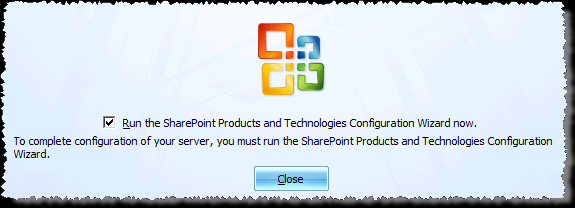 Run the SharePoint Products and Technologies Configuration Wizard now.
To complete configuration of your server, you must run the SharePoint Products and Technologies Configuration
Wizard.
Close